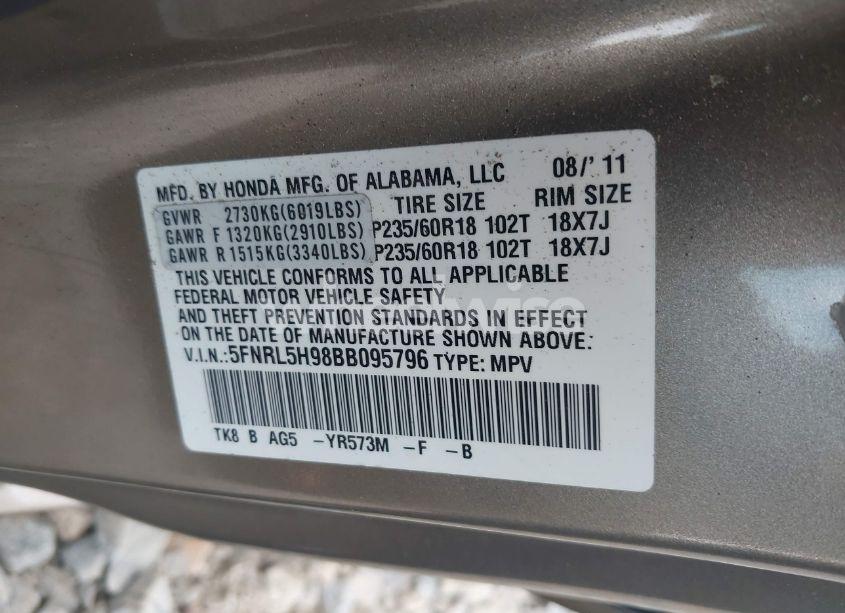 MFD. BY HONDA MFG. OF ALABAMA, LLC 08/'11
GVWR 2730KG(6019LBS) TIRE SIZE RIM SIZE
GAWR F 1320KG(2910LBS) P235/60R18 102T 18X7J
GAWR R 1515KG(3340LBS) P235/60R18 102T 18X7J
THIS VEHICLE CONFORMS TO ALL APPLICABLE
FEDERAL MOTOR VEHICLE SAFETY
AND THEFT PREVENTION STANDARDS IN EFFECT
ON THE DATE OF MANUFACTURE SHOWN ABOVE:
V.I.N.:5FNRL5H98BB095796 TYPE: MPV
TK8 B AG5 -YR573M -F -B